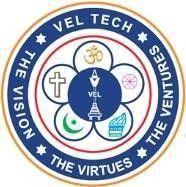 VEL TECH
THE VISION
THE VIRTUES
THE VENTURES
ॐ
VEL